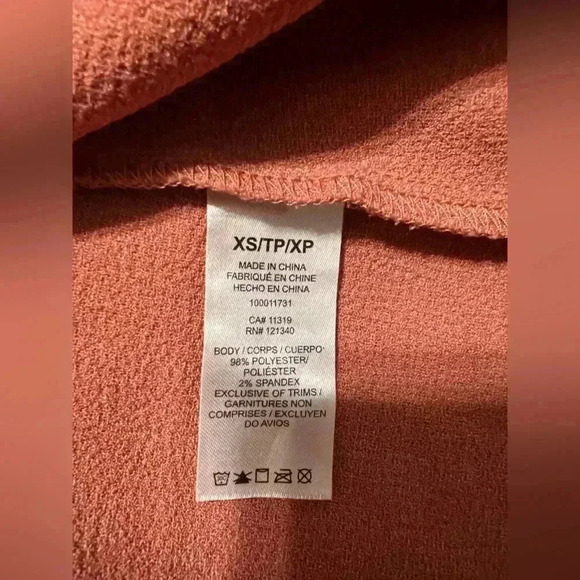 XS/TP/XP
MADE IN CHINA
FABRIQUÉ EN CHINE
HECHO EN CHINA
100011731
CA# 11319
RN# 121340
BODY / CORPS / CUERPO
98% POLYESTER/
POLIÉSTER
2% SPANDEX
EXCLUSIVE OF TRIMS /
GARNITURES NON
COMPRISES / EXCLUYEN
DO AVIOS